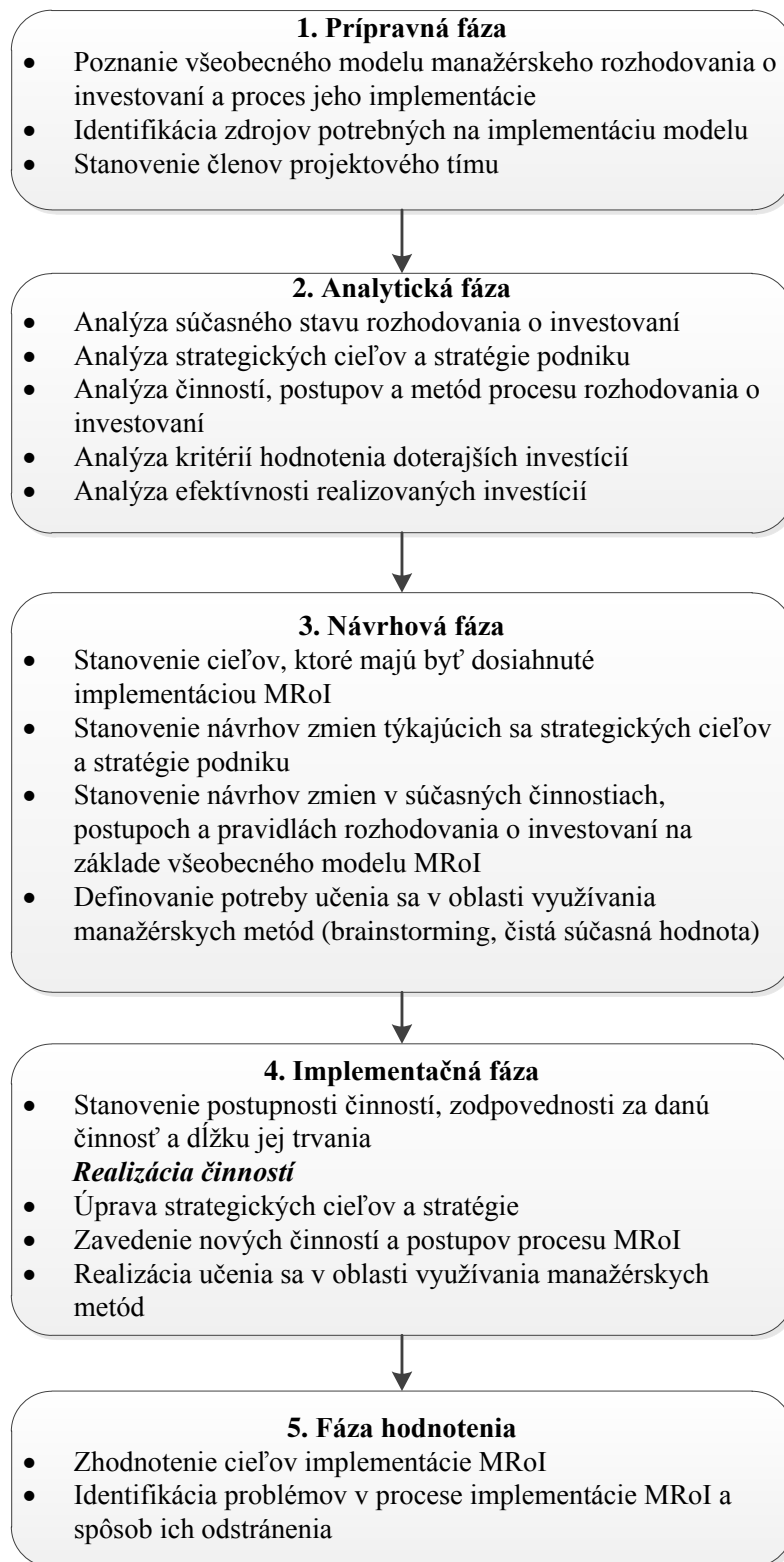 1. Prípravná fáza
• Poznanie všeobecného modelu manažérskeho rozhodovania o
investovaní a proces jeho implementácie
• Identifikácia zdrojov potrebných na implementáciu modelu
• Stanovenie členov projektového tímu
2. Analytická fáza
• Analýza súčasného stavu rozhodovania o investovaní
• Analýza strategických cieľov a stratégie podniku
• Analýza činností, postupov a metód procesu rozhodovania o
investovaní
• Analýza kritérií hodnotenia doterajších investícií
• Analýza efektívnosti realizovaných investícií
3. Návrhová fáza
• Stanovenie cieľov, ktoré majú byť dosiahnuté
implementáciou MRoI
• Stanovenie návrhov zmien týkajúcich sa strategických cieľov
a stratégie podniku
• Stanovenie návrhov zmien v súčasných činnostiach,
postupoch a pravidlách rozhodovania o investovaní na
základe všeobecného modelu MRoI
• Definovanie potreby učenia sa v oblasti využívania
manažérskych metód (brainstorming, čistá súčasná hodnota)
4. Implementačná fáza
• Stanovenie postupnosti činností, zodpovednosti za danú
činnosť a dĺžku jej trvania
Realizácia činností
• Úprava strategických cieľov a stratégie
• Zavedenie nových činností a postupov procesu MRoI
• Realizácia učenia sa v oblasti využívania manažérskych
metód
5. Fáza hodnotenia
• Zhodnotenie cieľov implementácie MRoI
• Identifikácia problémov v procese implementácie MRoI a
spôsob ich odstránenia